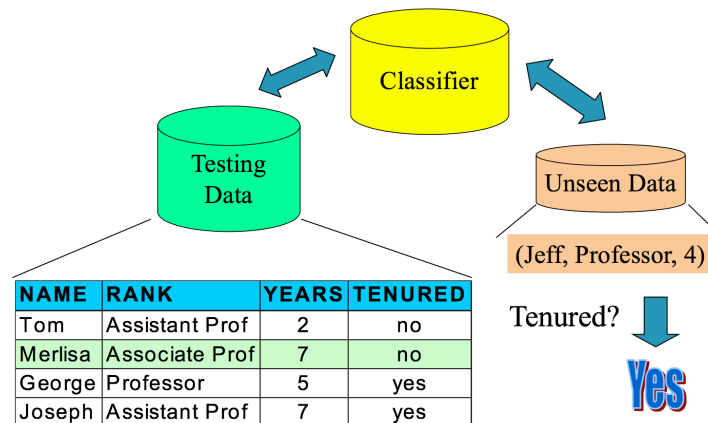 Classifier
Testing
Data
Unseen Data
(Jeff, Professor, 4)
NAME RANK YEARS TENURED
Tom Assistant Prof 2 no
Merlisa Associate Prof 7 no
George Professor 5 yes
Joseph Assistant Prof 7 yes
Tenured?
Yes